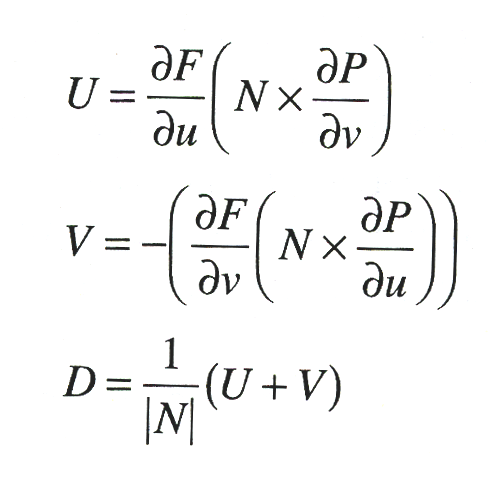 U = ∂F/∂u (N × ∂P/∂v)
V = −(∂F/∂v (N × ∂P/∂u))
D = 1/|N| (U + V)